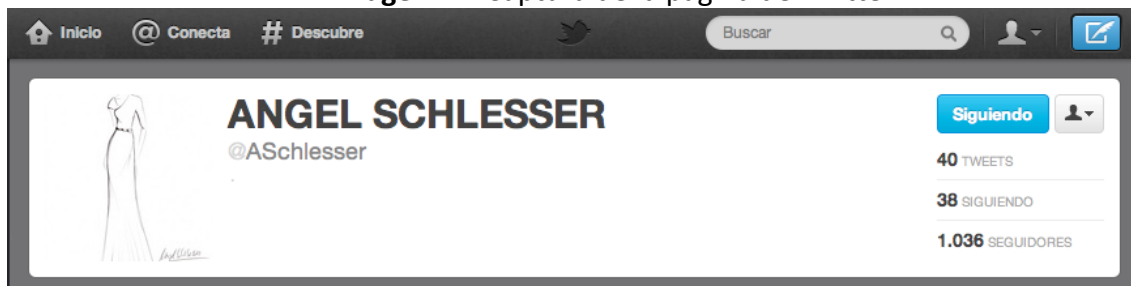 Inicio @ Conecta # Descubre Buscar
ANGEL SCHLESSER
@ASchlesser
Siguiendo
40 TWEETS
38 SIGUIENDO
1.036 SEGUIDORES